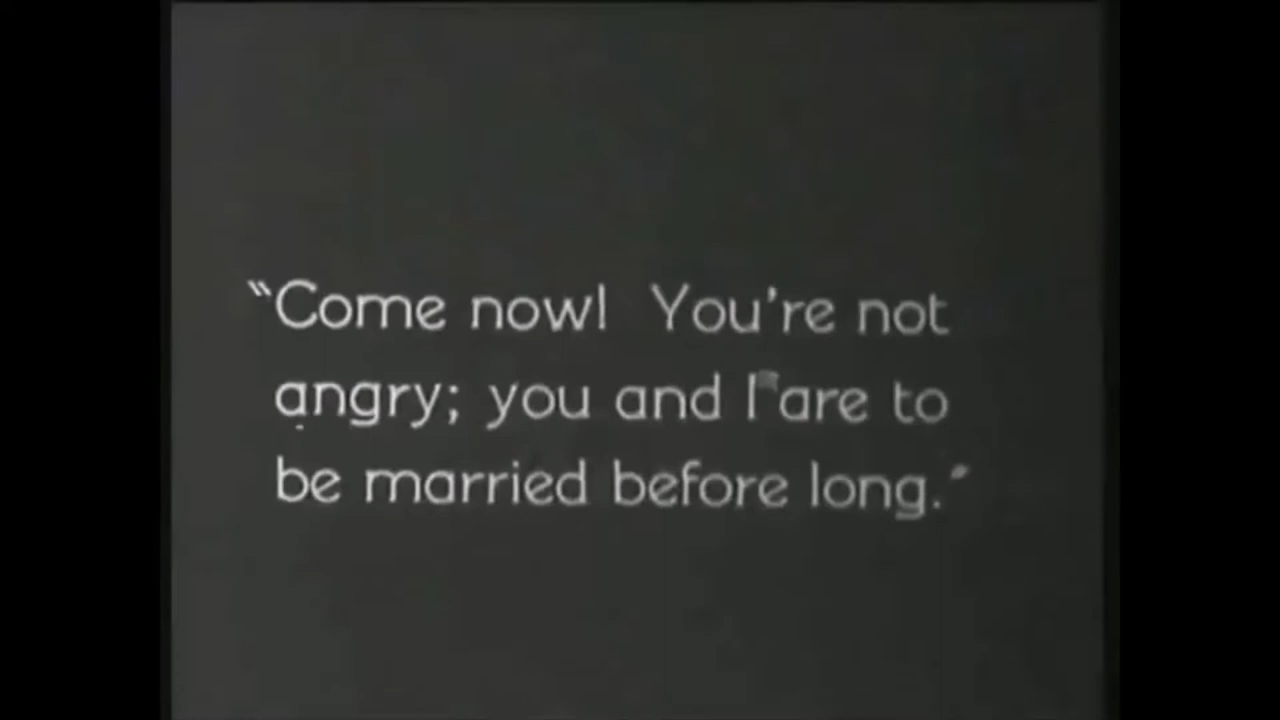 “Come now! You’re not
angry; you and I are to
be married before long.”